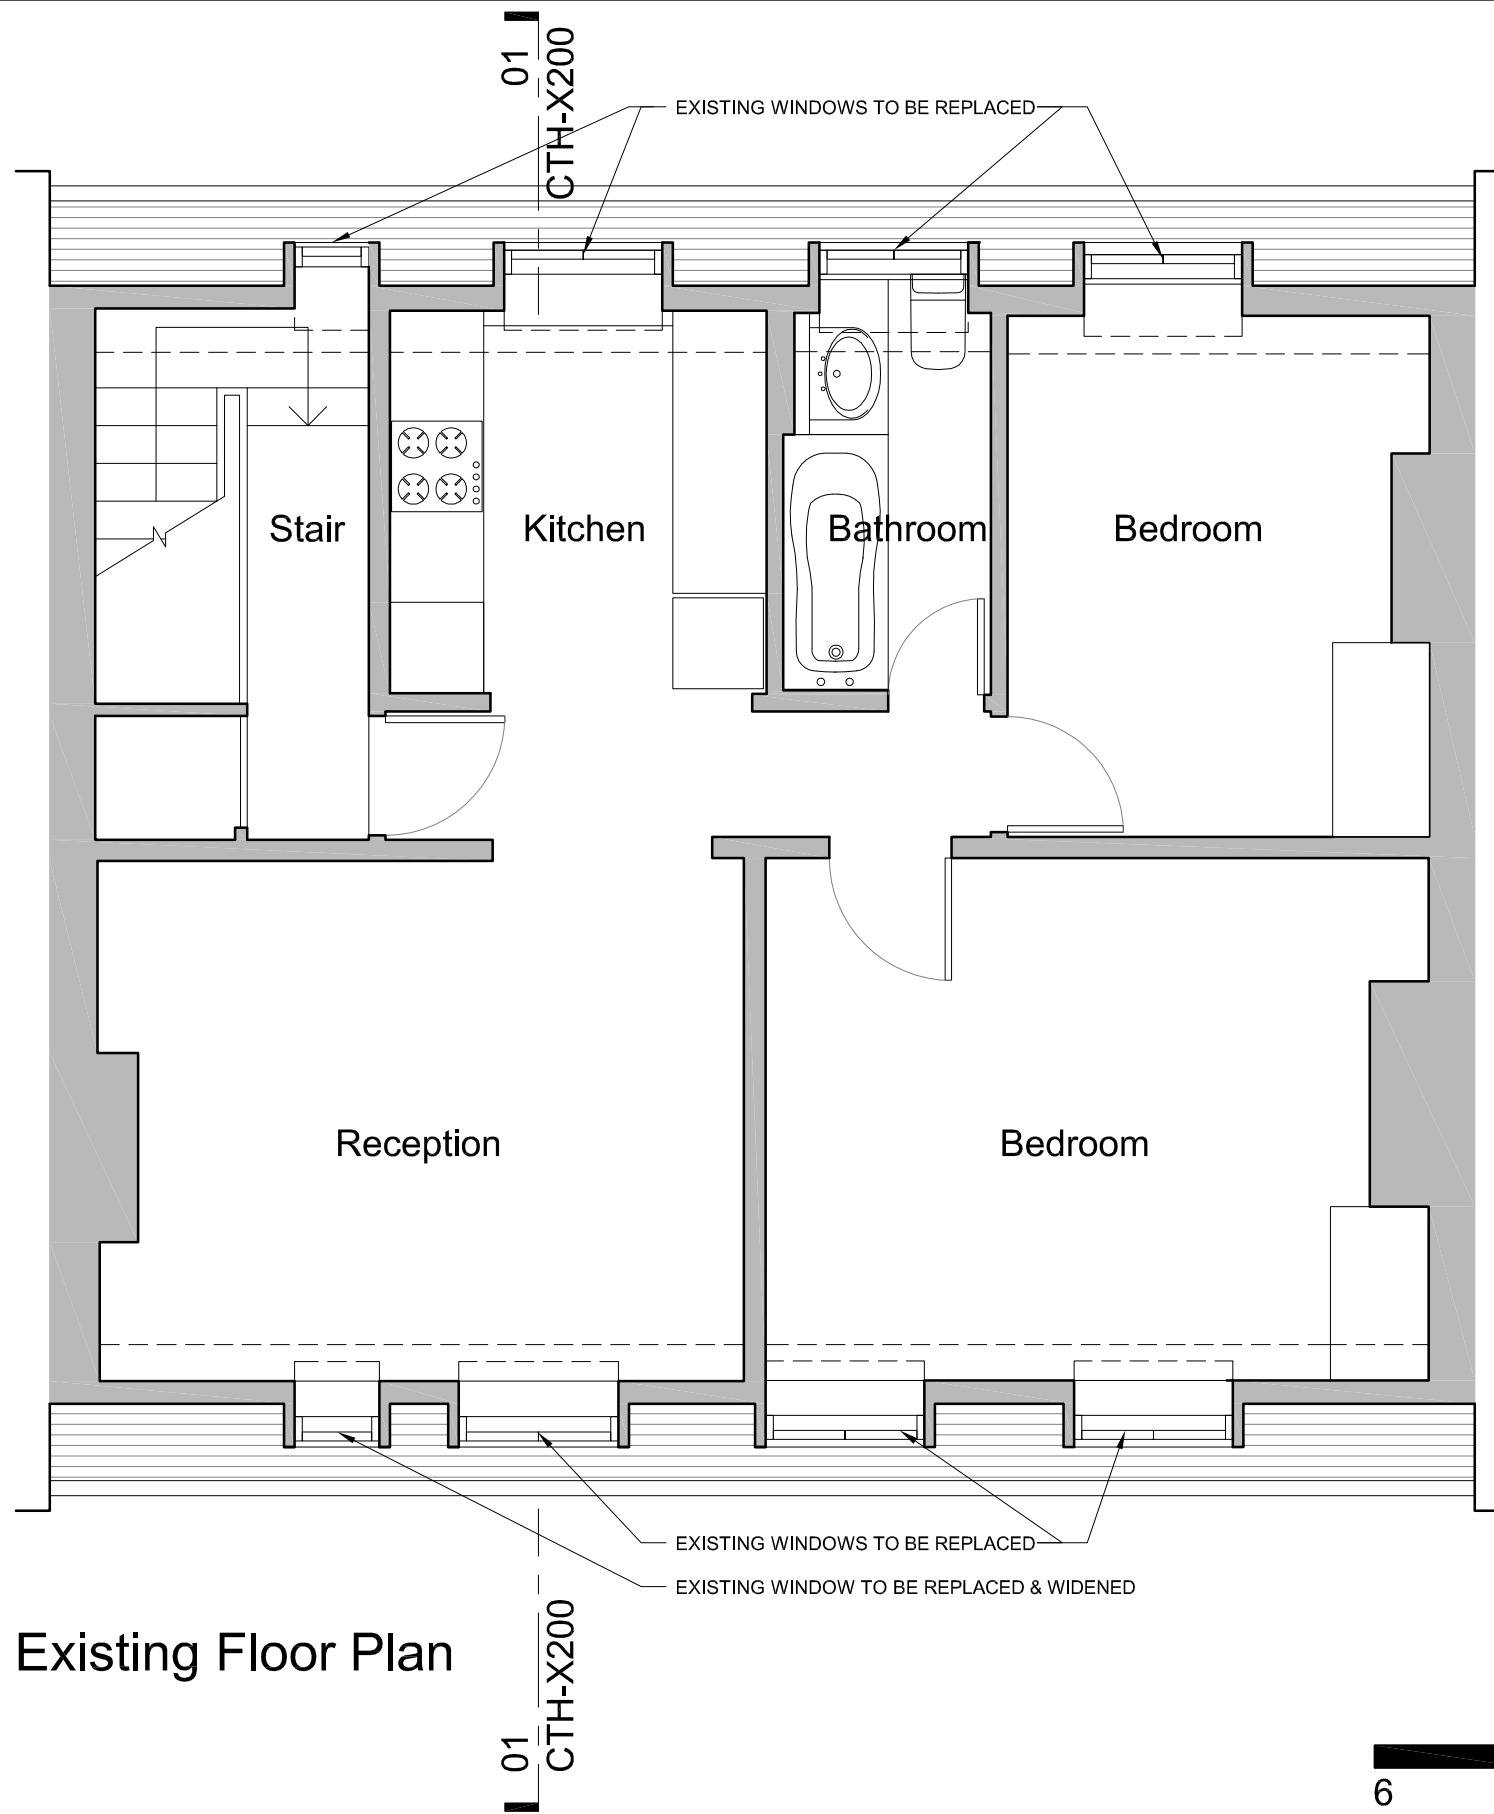 01
CTH-X200
EXISTING WINDOWS TO BE REPLACED
Stair
Kitchen
Bathroom
Bedroom
Reception
Bedroom
EXISTING WINDOWS TO BE REPLACED
EXISTING WINDOW TO BE REPLACED & WIDENED
Existing Floor Plan
01
CTH-X200
6